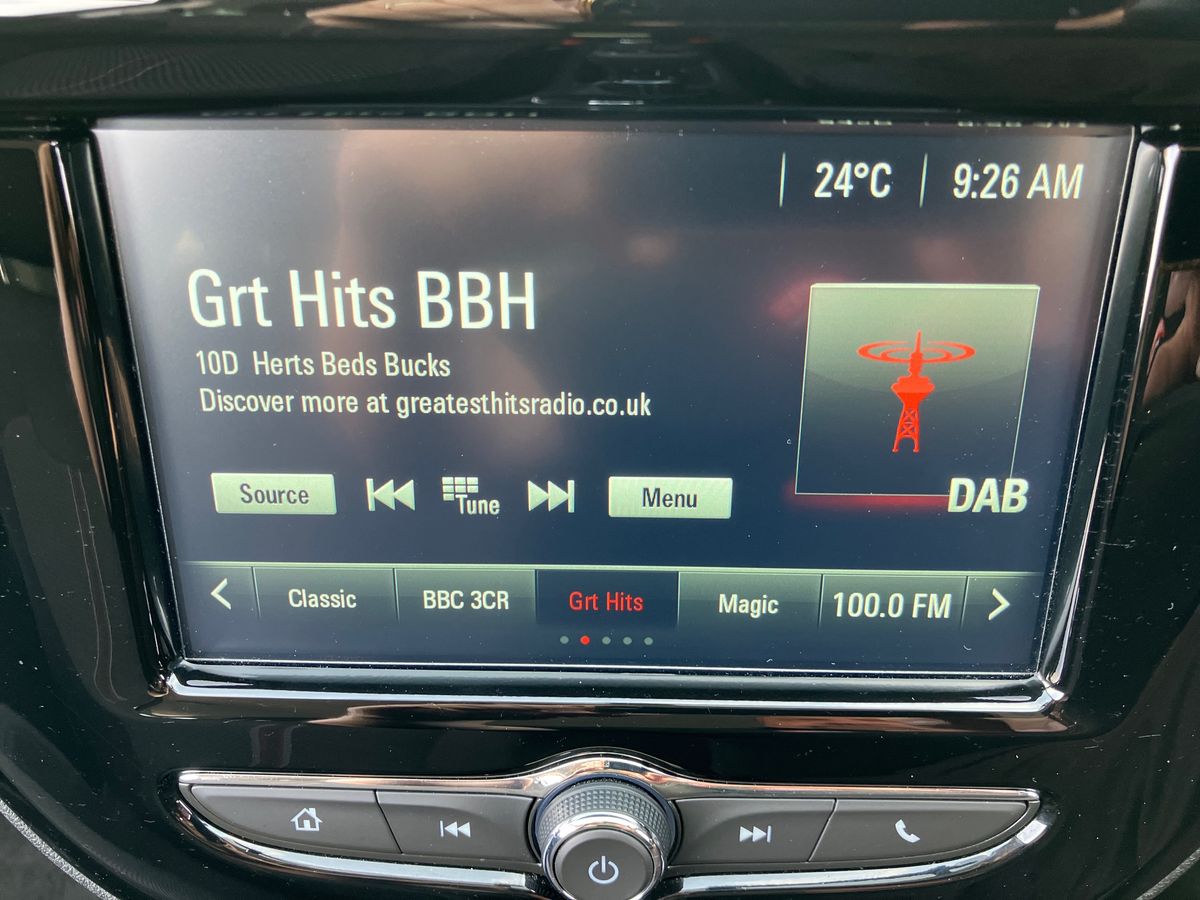 24°C 9:26 AM
Grt Hits BBH
10D Herts Beds Bucks
Discover more at greatesthitsradio.co.uk
Source Tune Menu
DAB
Classic BBC 3CR Grt Hits Magic 100.0 FM